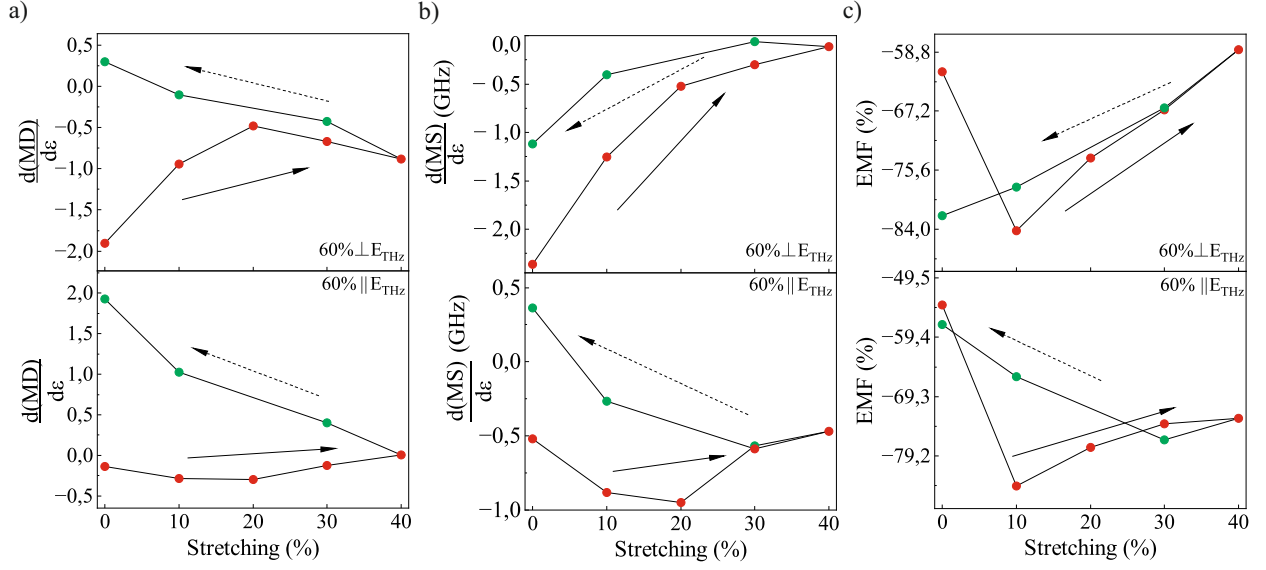 a)
0,5
0,0
−0,5
−1,0
−1,5
−2,0
d(MD)
dε
60%⊥E_THz
2,0
1,5
1,0
0,5
0,0
−0,5
d(MD)
dε
60%∥E_THz
0 10 20 30 40
Stretching (%)
b)
0,0
−0,5
−1,0
−1,5
−2,0
d(MS) (GHz)
dε
60%⊥E_THz
0,5
0,0
−0,5
−1,0
d(MS) (GHz)
dε
60%∥E_THz
0 10 20 30 40
Stretching (%)
c)
−58,8
−67,2
−75,6
−84,0
EMF (%)
60%⊥E_THz
−49,5
−59,4
−69,3
−79,2
EMF (%)
60%∥E_THz
0 10 20 30 40
Stretching (%)